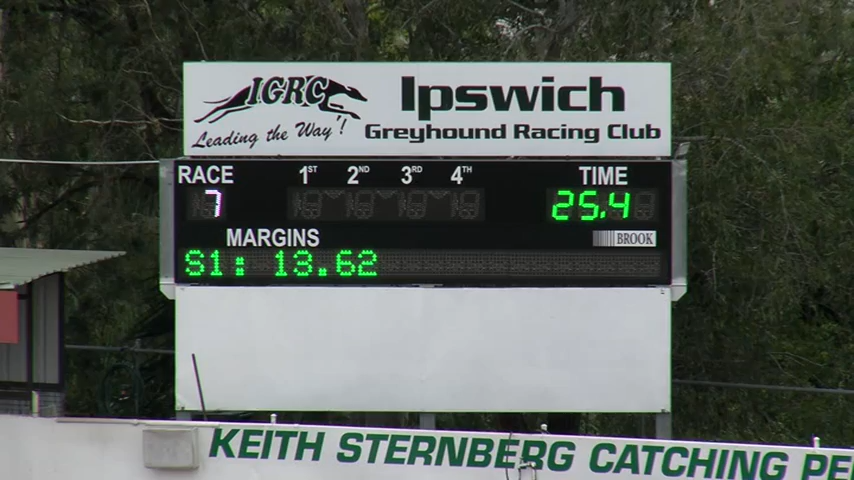 IGRC
Leading the Way'!
Ipswich
Greyhound Racing Club
RACE 1ST 2ND 3RD 4TH TIME
7 25.4
MARGINS BROOK
S1: 13.62
KEITH STERNBERG CATCHING PE